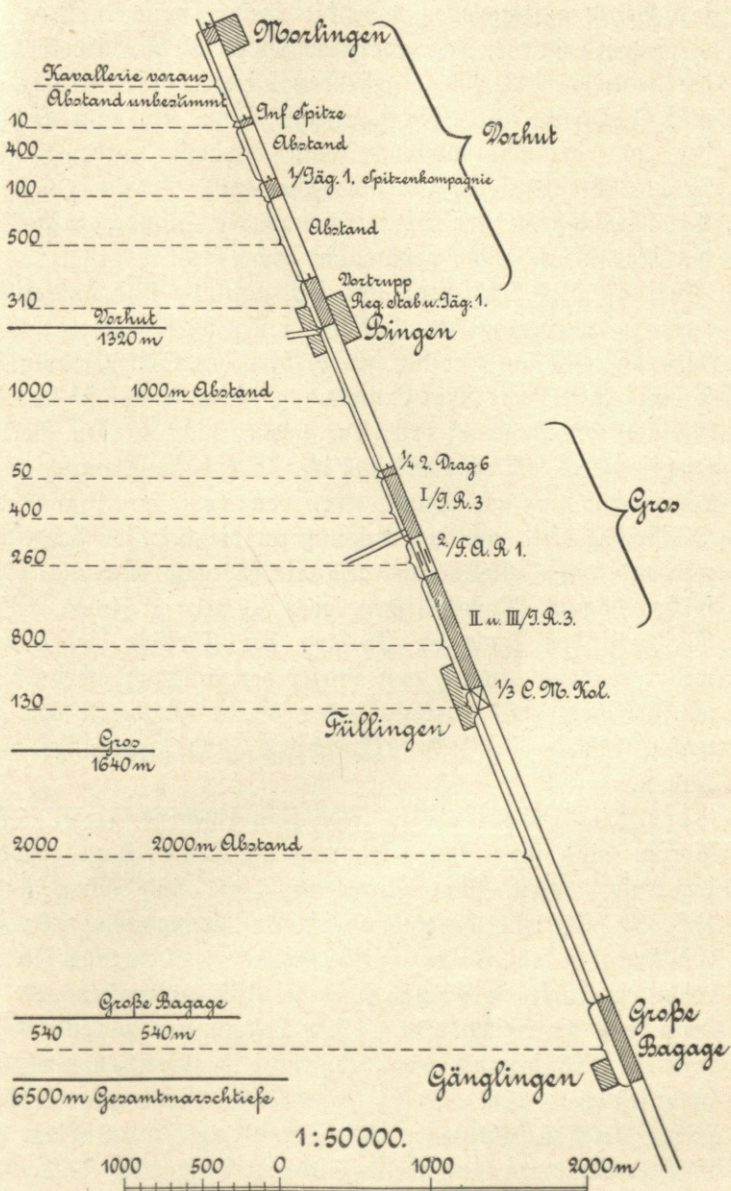 Morlingen
Kavallerie voraus
Abstand unbestimmt
Inf Spitze
10
Abstand
Vorhut
400
1/Jäg. 1. Spitzenkompagnie
100
Abstand
500
Vortrupp
Reg. Stab u. Jäg. 1.
310
Bingen
Vorhut
1320 m
1000 1000 m Abstand
1/4 2. Drag 6
50
I/J.R.3
Gros
400
2/F.A.R 1.
260
II. u. III/J.R.3.
800
1/3 C. M. Kol.
130
Füllingen
Gros
1640 m
2000 2000 m Abstand
Große Bagage
540 540 m
Große
Bagage
Gänglingen
6500 m Gesamtmarschtiefe
1:50000.
1000 500 0 1000 2000 m